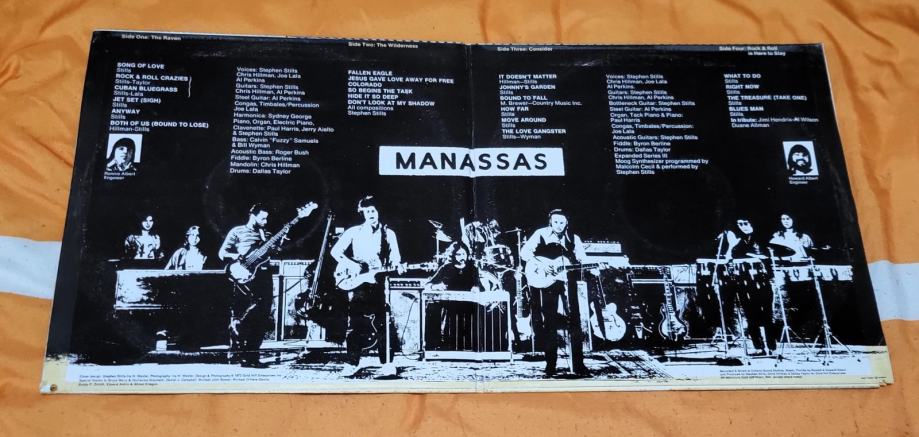 Side One: The Raven
SONG OF LOVE
Stills
ROCK & ROLL CRAZIES
Stills-Taylor
CUBAN BLUEGRASS
Stills-Lala
JET SET (SIGH)
Stills
ANYWAY
Stills
BOTH OF US (BOUND TO LOSE)
Hillman-Stills
Ronnie Albert
Engineer
Voices: Stephen Stills
Chris Hillman, Joe Lala
Al Perkins
Guitars: Stephen Stills
Chris Hillman, Al Perkins
Steel Guitar: Al Perkins
Congas, Timbales/Percussion:
Joe Lala
Harmonica: Sydney George
Piano, Organ, Electric Piano,
Clavenette: Paul Harris, Jerry Aiello
& Stephen Stills
Bass: Calvin "Fuzzy" Samuels
& Bill Wyman
Acoustic Bass: Roger Bush
Fiddle: Byron Berline
Mandolin: Chris Hillman
Drums: Dallas Taylor
Side Two: The Wilderness
FALLEN EAGLE
JESUS GAVE LOVE AWAY FOR FREE
COLORADO
SO BEGINS THE TASK
HIDE IT SO DEEP
DON'T LOOK AT MY SHADOW
All compositions
Stephen Stills
MANASSAS
Side Three: Consider
IT DOESN'T MATTER
Hillman-Stills
JOHNNY'S GARDEN
Stills
BOUND TO FALL
M. Brewer-Country Music Inc.
HOW FAR
Stills
MOVE AROUND
Stills
THE LOVE GANGSTER
Stills-Wyman
Voices: Stephen Stills
Chris Hillman, Joe Lala
Al Perkins
Guitars: Stephen Stills
Chris Hillman, Al Perkins
Bottleneck Guitar: Stephen Stills
Steel Guitar: Al Perkins
Organ, Tack Piano & Piano:
Paul Harris
Congas, Timbales/Percussion:
Joe Lala
Acoustic Guitars: Stephen Stills
Fiddle: Byron Berline
Drums: Dallas Taylor
Expanded Series III
Moog Synthesizer programmed by
Malcolm Cecil & performed by
Stephen Stills
Side Four: Rock & Roll
is Here to Stay
WHAT TO DO
Stills
RIGHT NOW
Stills
THE TREASURE (TAKE ONE)
Stills
BLUES MAN
Stills
In tribute: Jimi Hendrix-Al Wilson
Duane Allman
Howard Albert
Engineer